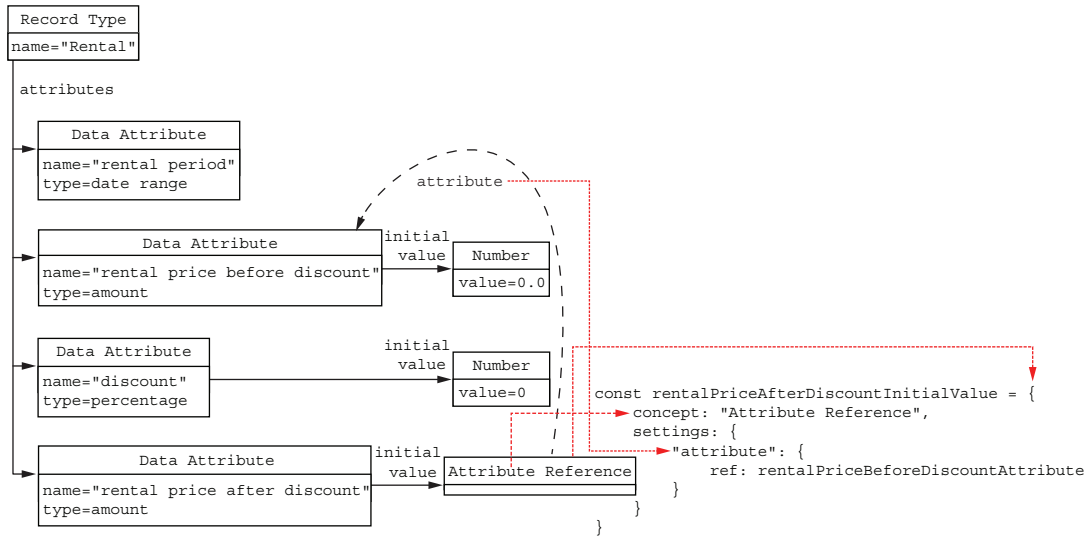 Record Type
name="Rental"
attributes
Data Attribute
name="rental period"
type=date range
attribute
Data Attribute
name="rental price before discount"
type=amount
initial
value
Number
value=0.0
Data Attribute
name="discount"
type=percentage
initial
value
Number
value=0
Data Attribute
name="rental price after discount"
type=amount
initial
value
Attribute Reference
const rentalPriceAfterDiscountInitialValue = {
concept: "Attribute Reference",
settings: {
"attribute": {
ref: rentalPriceBeforeDiscountAttribute
}
}
}